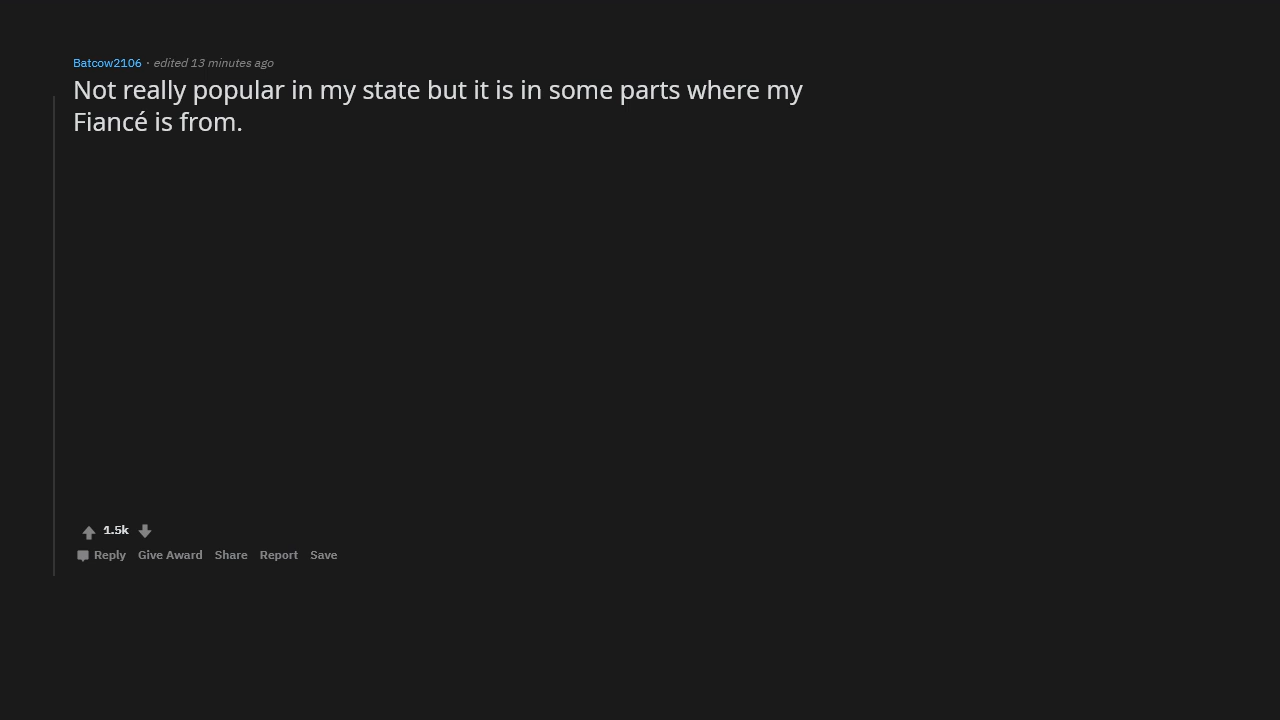 Batcow2106 · edited 13 minutes ago
Not really popular in my state but it is in some parts where my
Fiancé is from.
1.5k
Reply Give Award Share Report Save